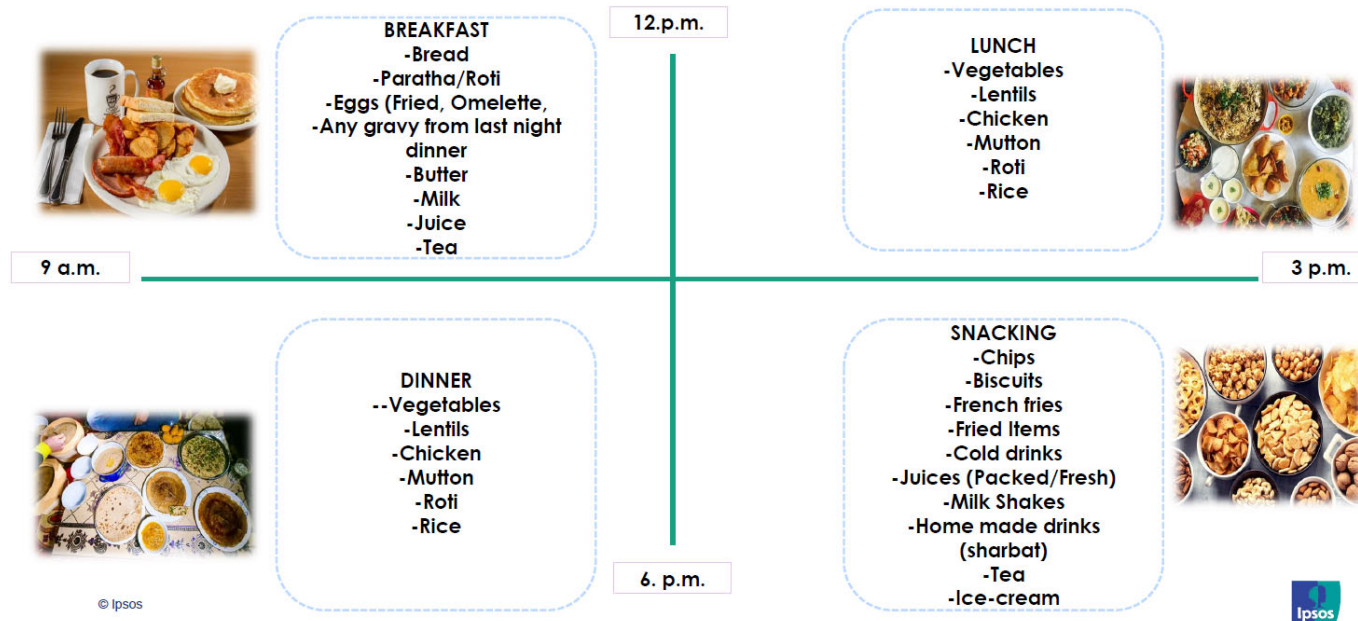 12.p.m.
BREAKFAST
-Bread
-Paratha/Roti
-Eggs (Fried, Omelette,
-Any gravy from last night
dinner
-Butter
-Milk
-Juice
-Tea
LUNCH
-Vegetables
-Lentils
-Chicken
-Mutton
-Roti
-Rice
9 a.m.
3 p.m.
DINNER
--Vegetables
-Lentils
-Chicken
-Mutton
-Roti
-Rice
SNACKING
-Chips
-Biscuits
-French fries
-Fried Items
-Cold drinks
-Juices (Packed/Fresh)
-Milk Shakes
-Home made drinks
(sharbat)
-Tea
-Ice-cream
6. p.m.
© Ipsos
Ipsos